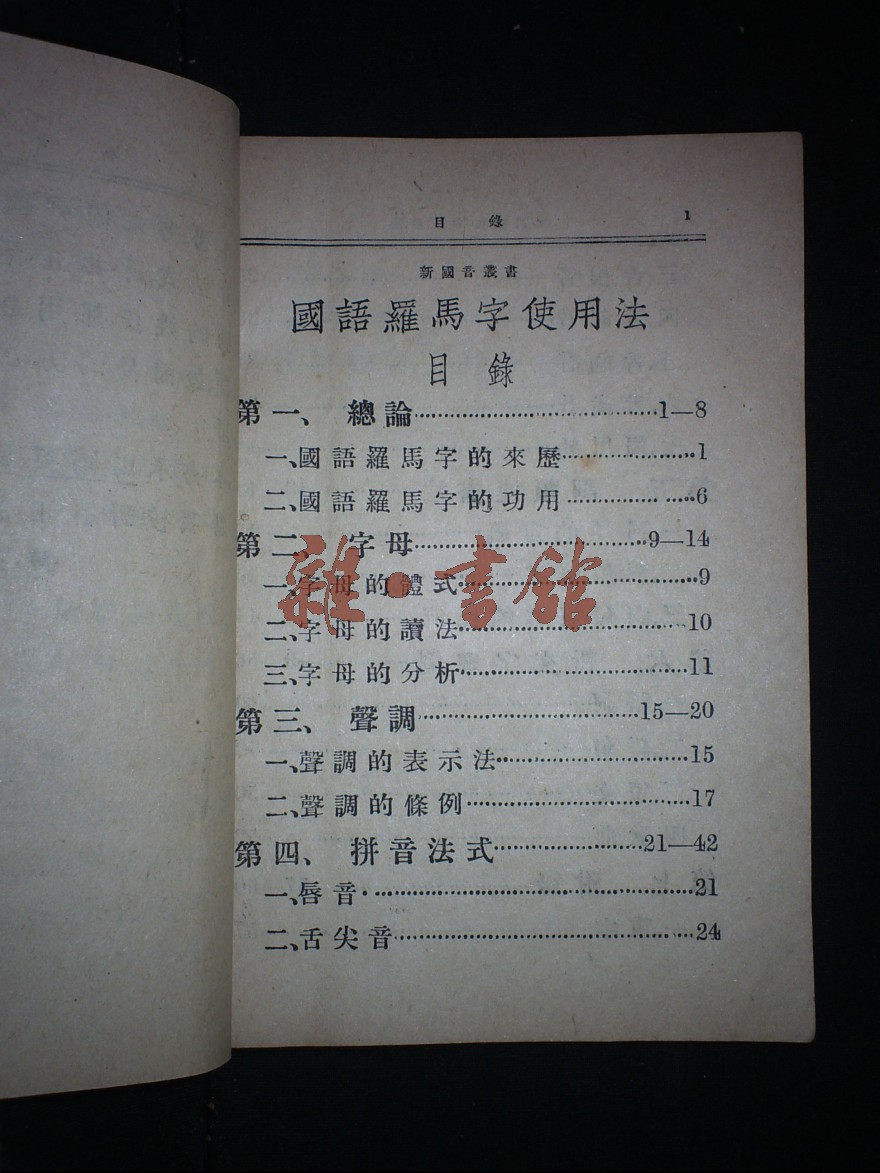 目錄 1
新國音叢書
國語羅馬字使用法
目錄
第一、總論……1—8
一、國語羅馬字的來歷……1
二、國語羅馬字的功用……6
第二、字母……9—14
一、字母的體式……9
二、字母的讀法……10
三、字母的分析……11
第三、聲調……15—20
一、聲調的表示法……15
二、聲調的條例……17
第四、拼音法式……21—42
一、唇音……21
二、舌尖音……24
雜·書館